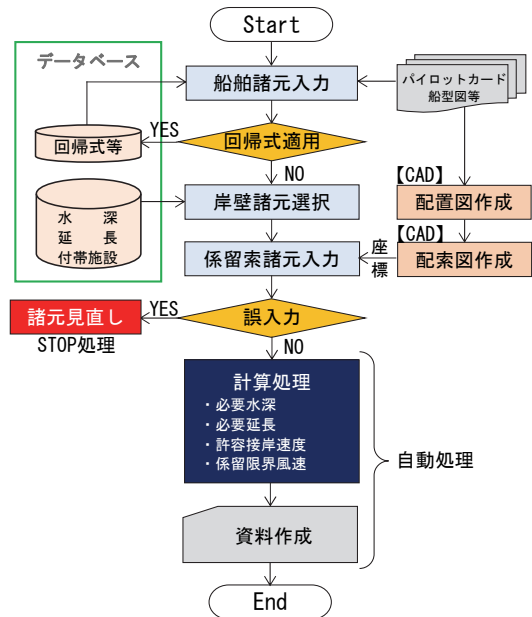 Start
データベース
船舶諸元入力
パイロットカード
船型図等
YES
回帰式等
回帰式適用
NO
【CAD】
水　深
延　長
付帯施設
岸壁諸元選択
配置図作成
【CAD】
係留索諸元入力
座標
配索図作成
YES
諸元見直し
STOP処理
誤入力
NO
計算処理
・必要水深
・必要延長
・許容接岸速度
・係留限界風速
自動処理
資料作成
End